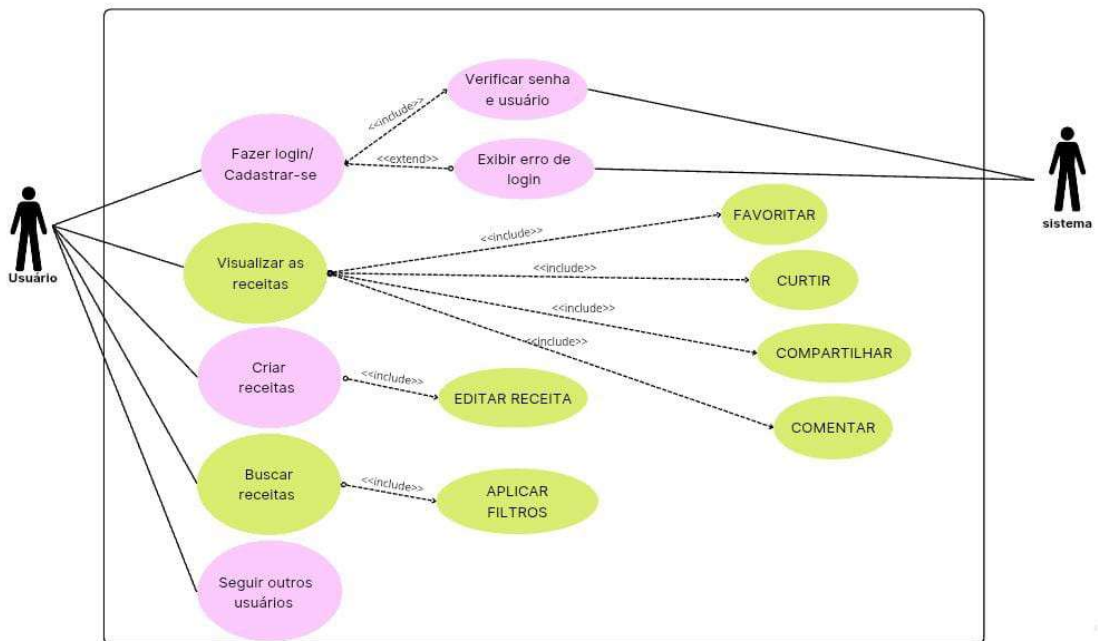 Verificar senha
e usuário
<<include>>
Fazer login/
Cadastrar-se
<<extend>>
Exibir erro de
login
sistema
Usuário
Visualizar as
receitas
<<include>>
FAVORITAR
<<include>>
CURTIR
<<include>>
COMPARTILHAR
<<include>>
COMENTAR
Criar
receitas
<<include>>
EDITAR RECEITA
Buscar
receitas
<<include>>
APLICAR
FILTROS
Seguir outros
usuários